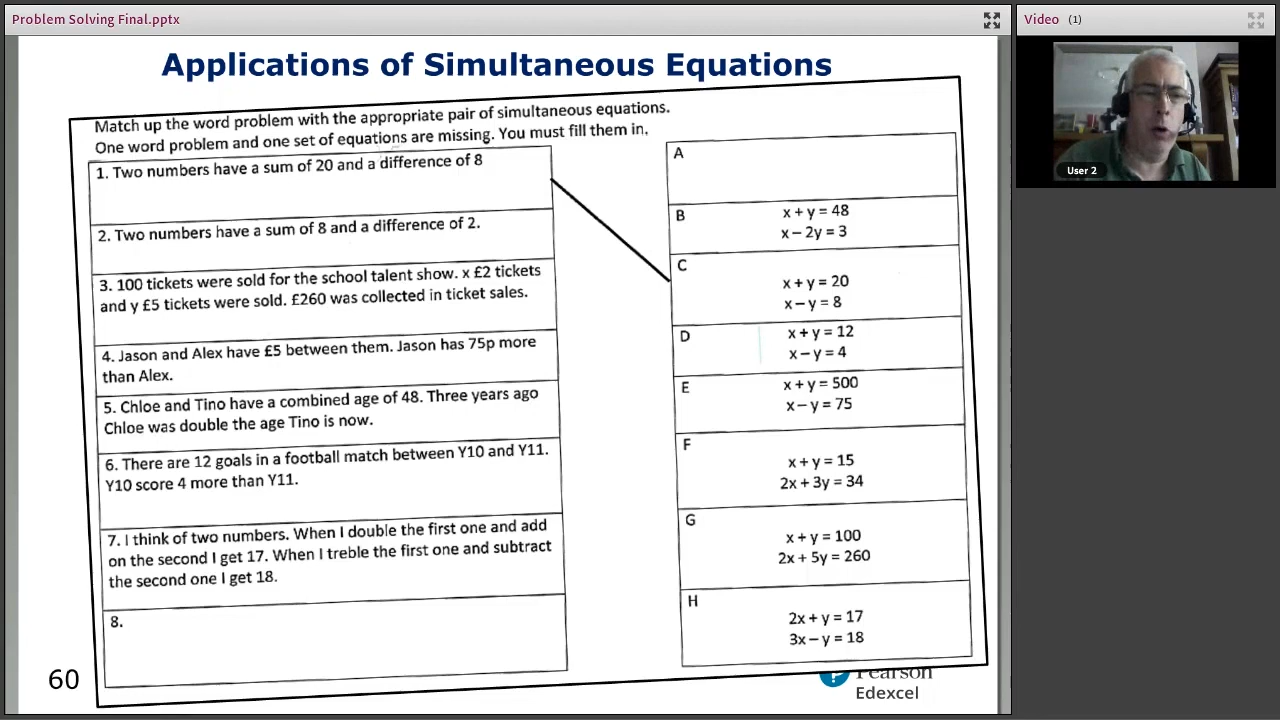 Problem Solving Final.pptx
Video (1)
Applications of Simultaneous Equations
Match up the word problem with the appropriate pair of simultaneous equations.
One word problem and one set of equations are missing. You must fill them in.
1. Two numbers have a sum of 20 and a difference of 8
2. Two numbers have a sum of 8 and a difference of 2.
3. 100 tickets were sold for the school talent show. x £2 tickets
and y £5 tickets were sold. £260 was collected in ticket sales.
4. Jason and Alex have £5 between them. Jason has 75p more
than Alex.
5. Chloe and Tino have a combined age of 48. Three years ago
Chloe was double the age Tino is now.
6. There are 12 goals in a football match between Y10 and Y11.
Y10 score 4 more than Y11.
7. I think of two numbers. When I double the first one and add
on the second I get 17. When I treble the first one and subtract
the second one I get 18.
8.
A
B
x + y = 48
x – 2y = 3
C
x + y = 20
x – y = 8
D
x + y = 12
x – y = 4
E
x + y = 500
x – y = 75
F
x + y = 15
2x + 3y = 34
G
x + y = 100
2x + 5y = 260
H
2x + y = 17
3x – y = 18
60
Pearson
Edexcel
User 2